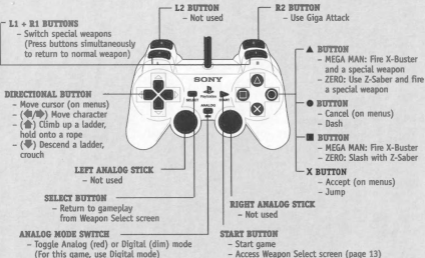 L1 + R1 BUTTONS
– Switch special weapons
(Press buttons simultaneously
to return to normal weapon)
L2 BUTTON
– Not used
R2 BUTTON
– Use Giga Attack
▲ BUTTON
– MEGA MAN: Fire X-Buster
and a special weapon
– ZERO: Use Z-Saber and fire
a special weapon
● BUTTON
– Cancel (on menus)
– Dash
■ BUTTON
– MEGA MAN: Fire X-Buster
– ZERO: Slash with Z-Saber
X BUTTON
– Accept (on menus)
– Jump
DIRECTIONAL BUTTON
– Move cursor (on menus)
– (←/→) Move character
– (↑) Climb up a ladder,
hold onto a rope
– (↓) Descend a ladder,
crouch
SONY
SELECT
START
ANALOG
LEFT ANALOG STICK
– Not used
RIGHT ANALOG STICK
– Not used
SELECT BUTTON
– Return to gameplay
from Weapon Select screen
ANALOG MODE SWITCH
– Toggle Analog (red) or Digital (dim) mode
(For this game, use Digital mode)
START BUTTON
– Start game
– Access Weapon Select screen (page 13)